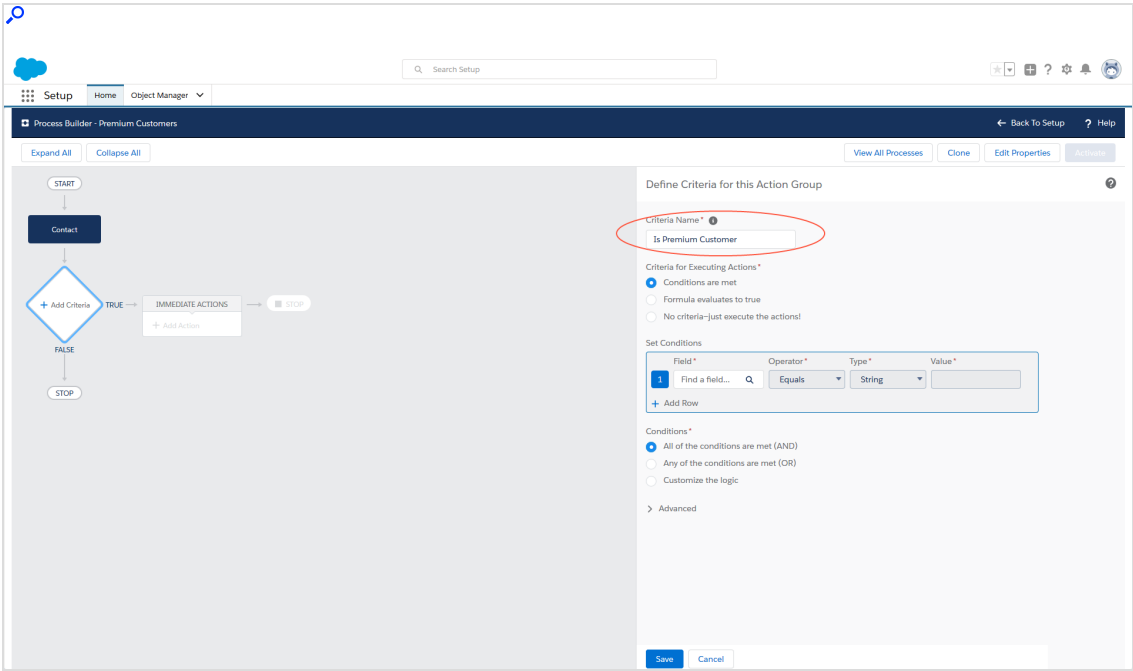 Search Setup
Setup Home Object Manager
Process Builder - Premium Customers Back To Setup ? Help
Expand All Collapse All View All Processes Clone Edit Properties Activate
START
Contact
+ Add Criteria TRUE IMMEDIATE ACTIONS STOP
+ Add Action
FALSE
STOP
Define Criteria for this Action Group
Criteria Name*
Is Premium Customer
Criteria for Executing Actions*
Conditions are met
Formula evaluates to true
No criteria–just execute the actions!
Set Conditions
Field* Operator* Type* Value*
1 Find a field... Equals String
+ Add Row
Conditions*
All of the conditions are met (AND)
Any of the conditions are met (OR)
Customize the logic
Advanced
Save Cancel